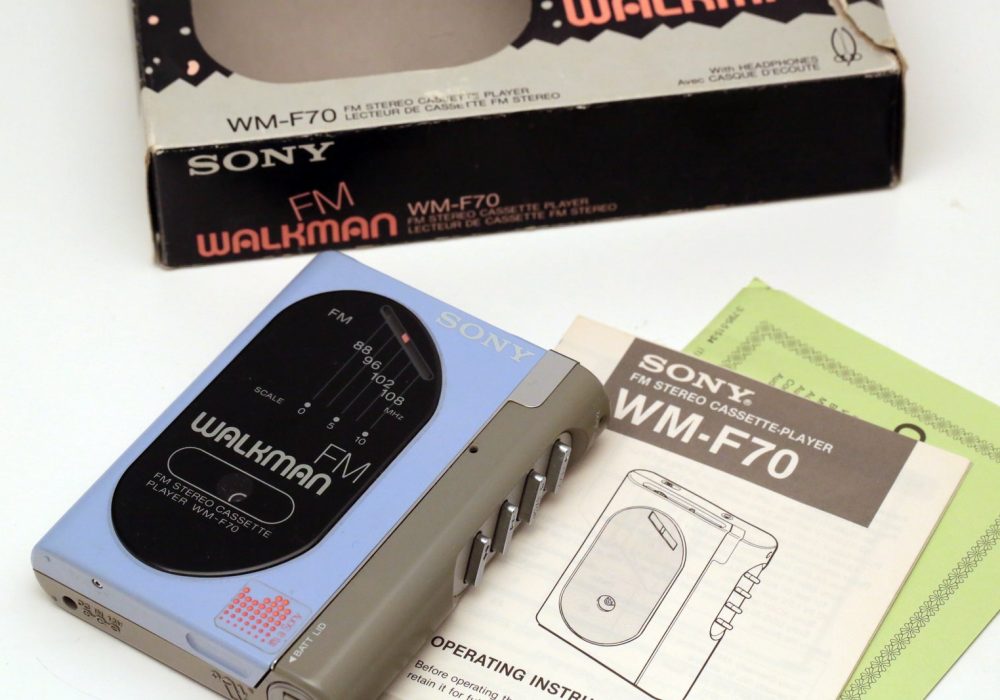 WALKMAN
With HEADPHONES
Avec CASQUE D'ECOUTE
WM-F70 FM STEREO CASSETTE PLAYER
LECTEUR DE CASSETTE FM STEREO
SONY
FM
WALKMAN
WM-F70
FM STEREO CASSETTE PLAYER
LECTEUR DE CASSETTE FM STEREO
SONY
FM
88
96
102
108
MHz
SCALE
0
5
10
WALKMAN
FM
FM STEREO CASSETTE
PLAYER WM-F70
◄BATT LID
SONY®
FM STEREO CASSETTE-PLAYER
WM-F70
OPERATING INSTRU
Before operating the
retain it for fu